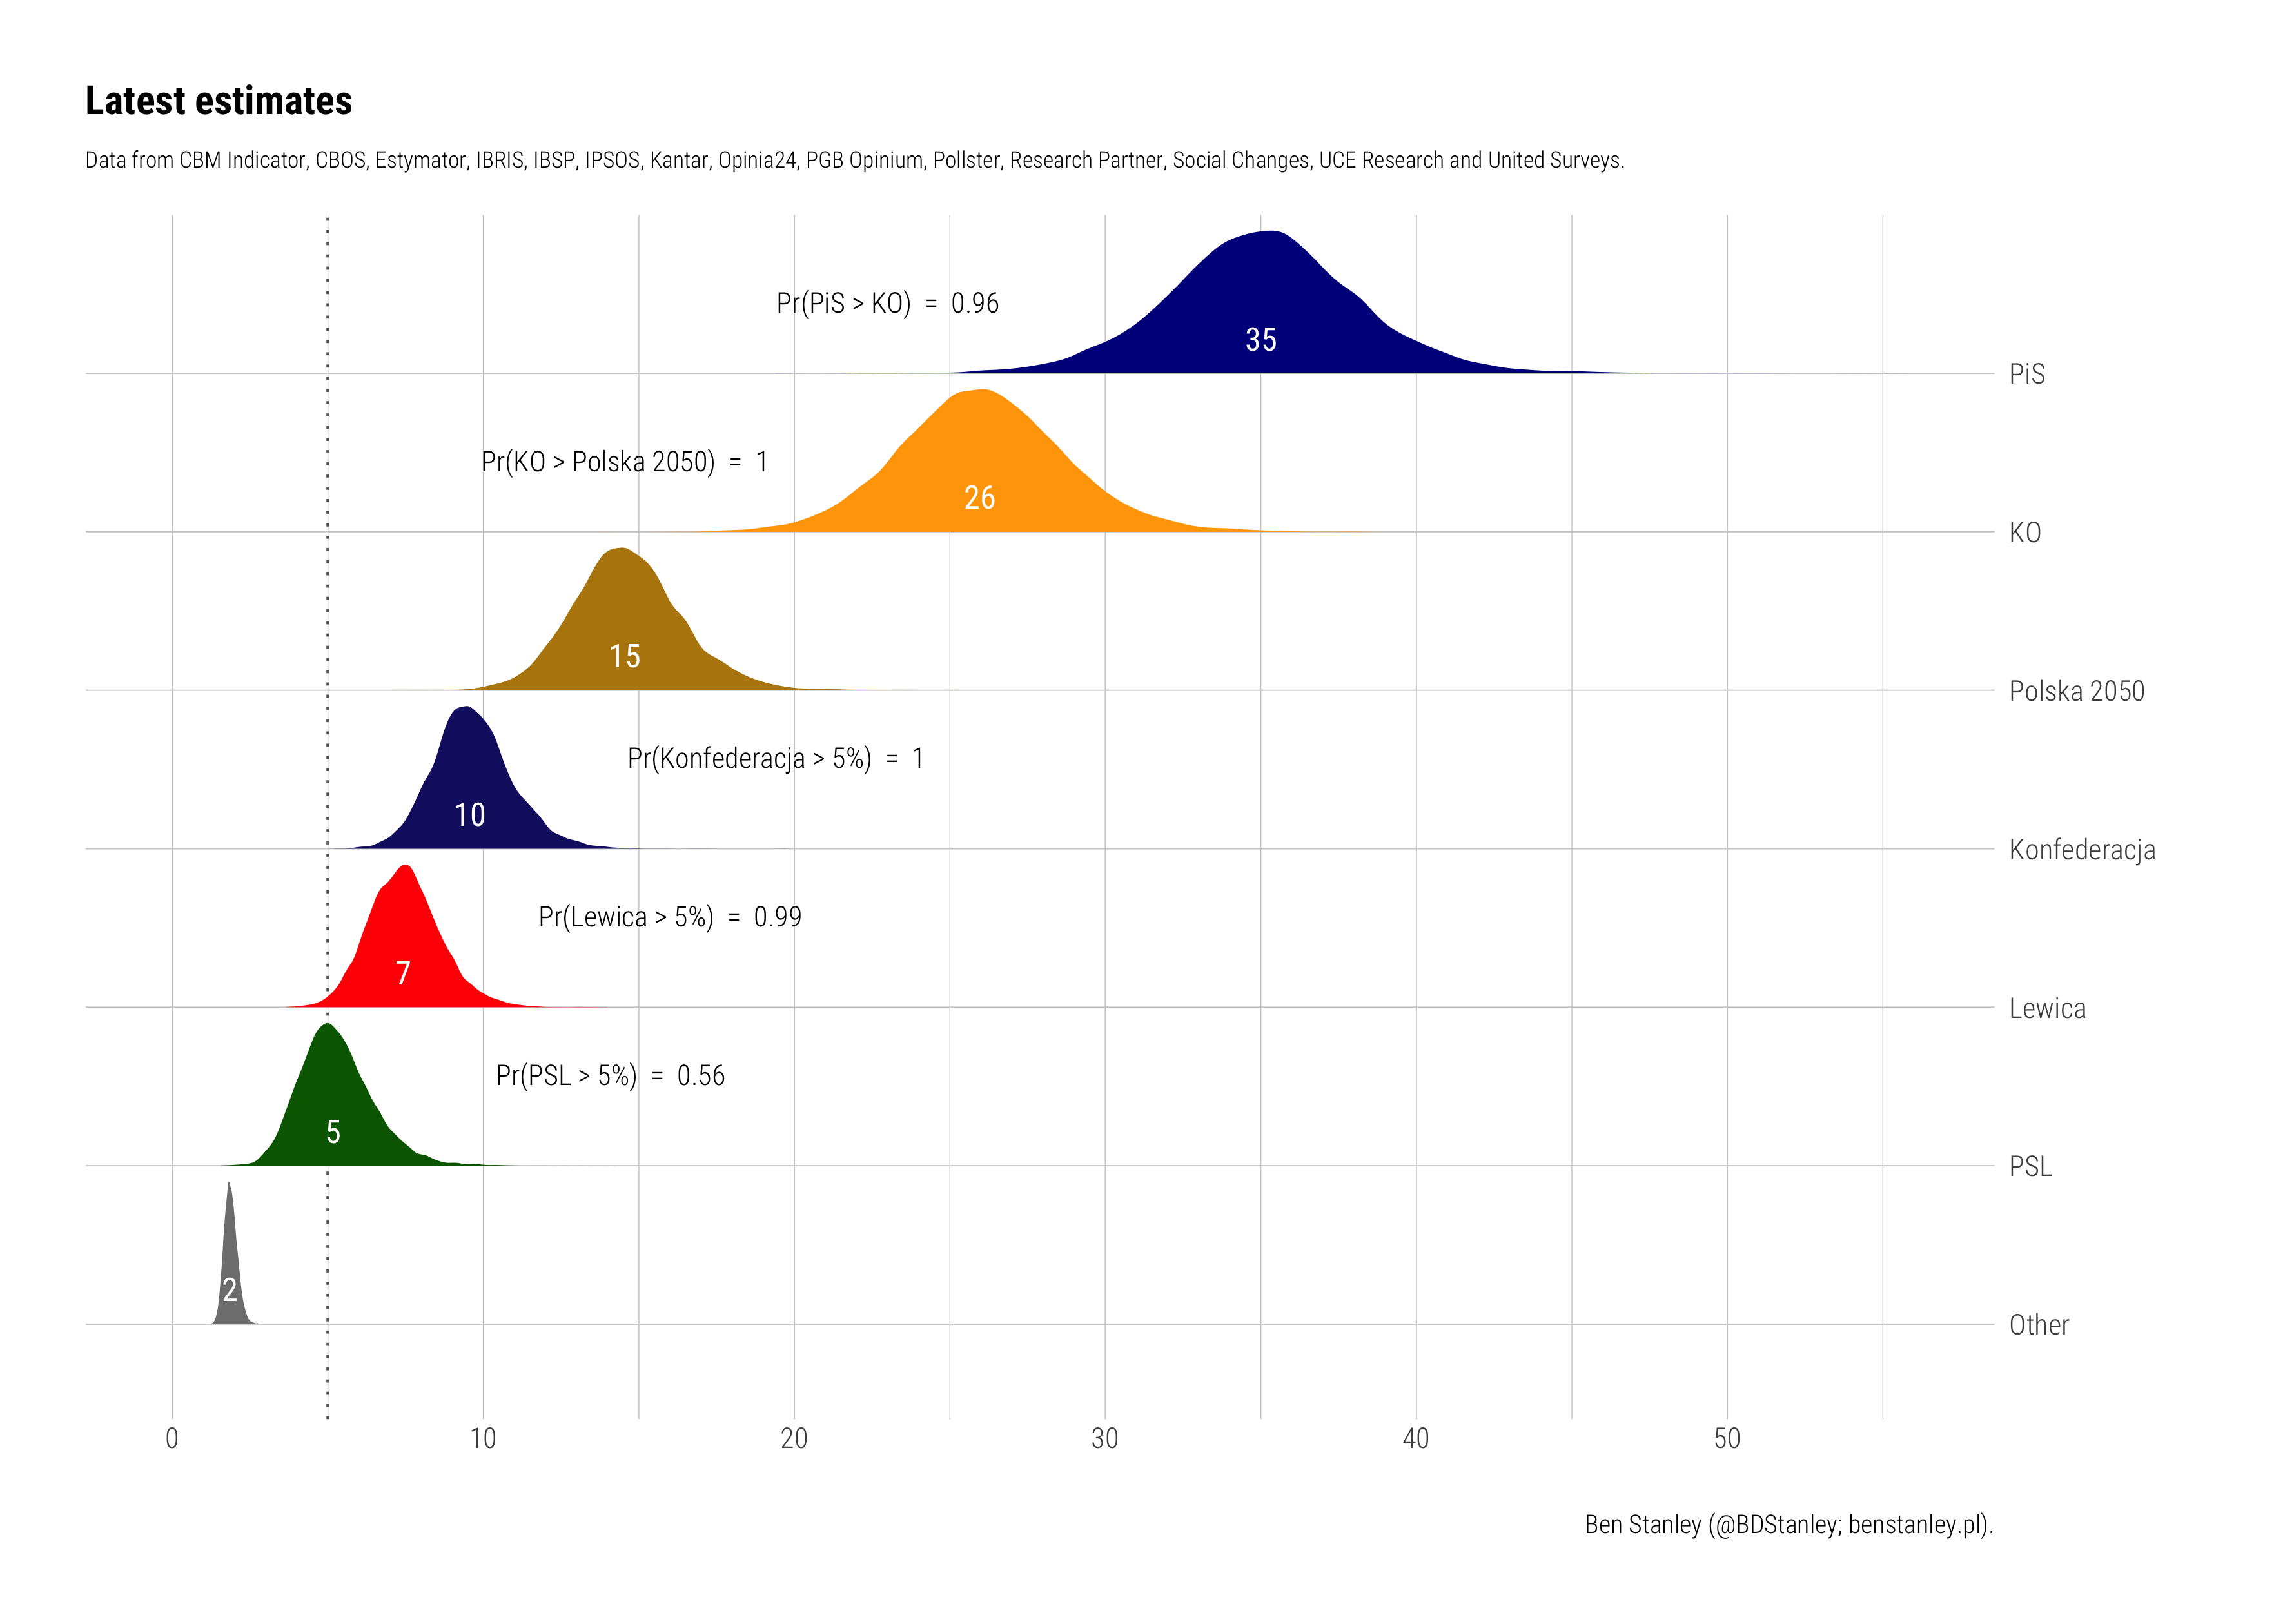 Latest estimates
Data from CBM Indicator, CBOS, Estymator, IBRIS, IBSP, IPSOS, Kantar, Opinia24, PGB Opinium, Pollster, Research Partner, Social Changes, UCE Research and United Surveys.
Pr(PiS > KO) = 0.96
35
PiS
Pr(KO > Polska 2050) = 1
26
KO
15
Polska 2050
Pr(Konfederacja > 5%) = 1
10
Konfederacja
Pr(Lewica > 5%) = 0.99
7
Lewica
Pr(PSL > 5%) = 0.56
5
PSL
2
Other
0 10 20 30 40 50
Ben Stanley (@BDStanley; benstanley.pl).